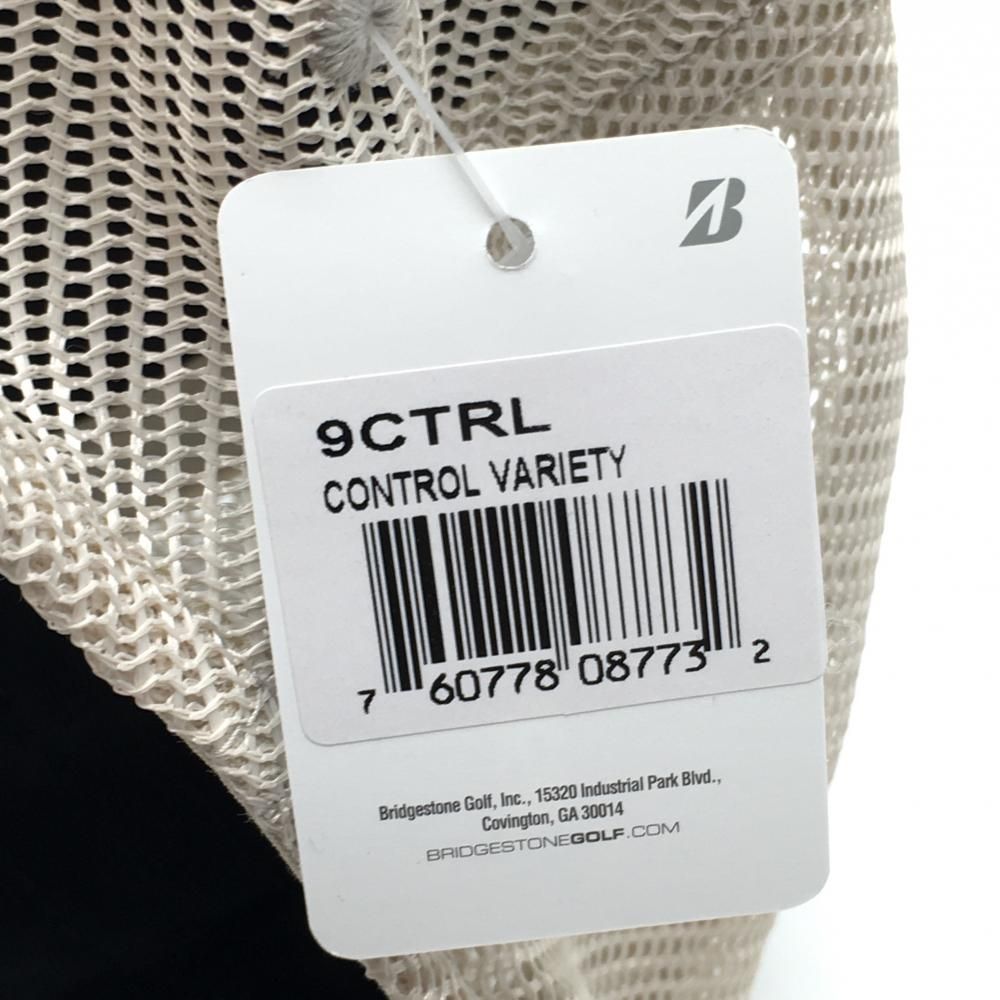 9CTRL
CONTROL VARIETY
7 60778 08773 2
Bridgestone Golf, Inc., 15320 Industrial Park Blvd.,
Covington, GA 30014
BRIDGESTONEGOLF.COM